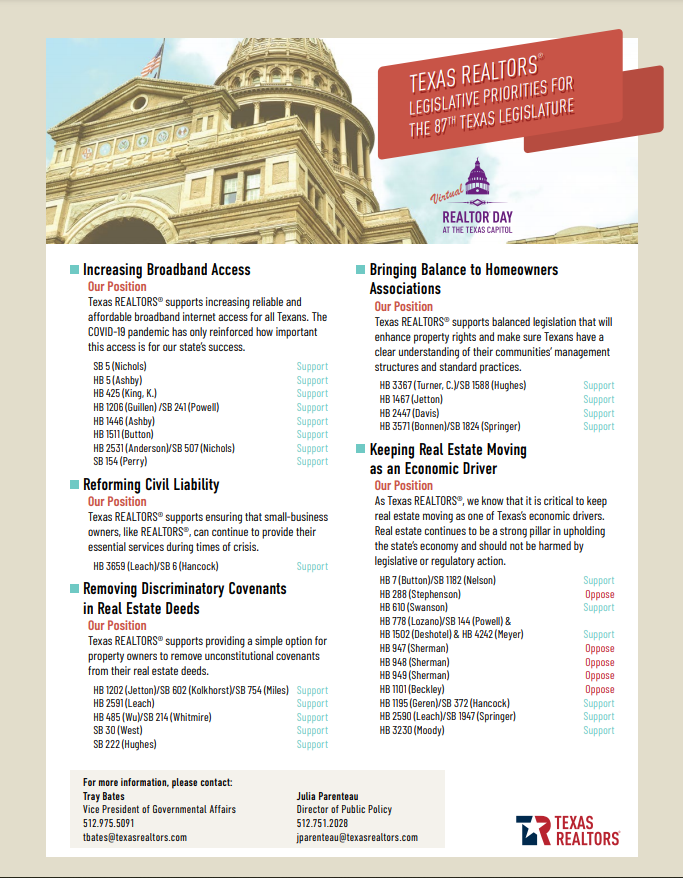 TEXAS REALTORS®
LEGISLATIVE PRIORITIES FOR
THE 87TH TEXAS LEGISLATURE
Virtual
REALTOR DAY
AT THE TEXAS CAPITOL
Increasing Broadband Access
Our Position
Texas REALTORS® supports increasing reliable and
affordable broadband internet access for all Texans. The
COVID-19 pandemic has only reinforced how important
this access is for our state's success.
SB 5 (Nichols) Support
HB 5 (Ashby) Support
HB 425 (King, K.) Support
HB 1206 (Guillen) /SB 241 (Powell) Support
HB 1446 (Ashby) Support
HB 1511 (Button) Support
HB 2531 (Anderson)/SB 507 (Nichols) Support
SB 154 (Perry) Support
Reforming Civil Liability
Our Position
Texas REALTORS® supports ensuring that small-business
owners, like REALTORS®, can continue to provide their
essential services during times of crisis.
HB 3659 (Leach)/SB 6 (Hancock) Support
Removing Discriminatory Covenants
in Real Estate Deeds
Our Position
Texas REALTORS® supports providing a simple option for
property owners to remove unconstitutional covenants
from their real estate deeds.
HB 1202 (Jetton)/SB 602 (Kolkhorst)/SB 754 (Miles) Support
HB 2591 (Leach) Support
HB 485 (Wu)/SB 214 (Whitmire) Support
SB 30 (West) Support
SB 222 (Hughes) Support
Bringing Balance to Homeowners
Associations
Our Position
Texas REALTORS® supports balanced legislation that will
enhance property rights and make sure Texans have a
clear understanding of their communities' management
structures and standard practices.
HB 3367 (Turner, C.)/SB 1588 (Hughes) Support
HB 1467 (Jetton) Support
HB 2447 (Davis) Support
HB 3571 (Bonnen)/SB 1824 (Springer) Support
Keeping Real Estate Moving
as an Economic Driver
Our Position
As Texas REALTORS®, we know that it is critical to keep
real estate moving as one of Texas's economic drivers.
Real estate continues to be a strong pillar in upholding
the state's economy and should not be harmed by
legislative or regulatory action.
HB 7 (Button)/SB 1182 (Nelson) Support
HB 288 (Stephenson) Oppose
HB 610 (Swanson) Support
HB 778 (Lozano)/SB 144 (Powell) &
HB 1502 (Deshotel) & HB 4242 (Meyer) Support
HB 947 (Sherman) Oppose
HB 948 (Sherman) Oppose
HB 949 (Sherman) Oppose
HB 1101 (Beckley) Oppose
HB 1195 (Geren)/SB 372 (Hancock) Support
HB 2590 (Leach)/SB 1947 (Springer) Support
HB 3230 (Moody) Support
For more information, please contact:
Tray Bates
Vice President of Governmental Affairs
512.975.5091
tbates@texasrealtors.com
Julia Parenteau
Director of Public Policy
512.751.2028
jparenteau@texasrealtors.com
TEXAS
REALTORS®